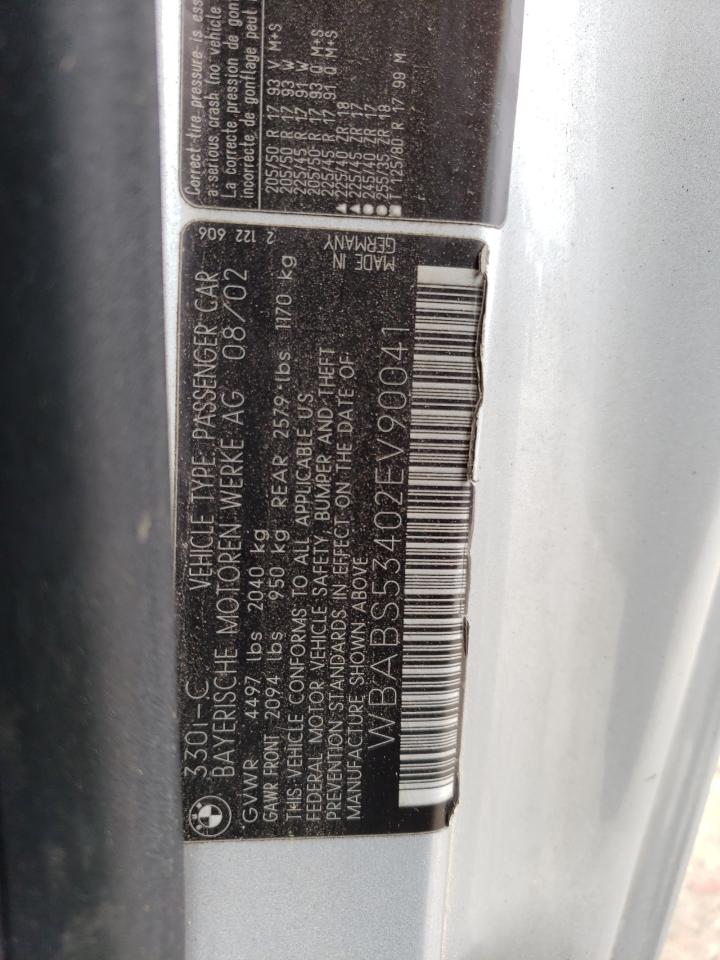 330i-C VEHICLE TYPE, PASSENGER CAR
BAYERISCHE MOTOREN WERKE AG 08/02
GVWR 4497 lbs 2040 kg
GAWR FRONT 2094 lbs 950 kg REAR 2579 lbs 1170 kg
THIS VEHICLE CONFORMS TO ALL APPLICABLE US
FEDERAL MOTOR VEHICLE SAFETY, BUMPER AND THEFT
PREVENTION STANDARDS IN EFFECT ON THE DATE OF
MANUFACTURE SHOWN ABOVE
WBABS53402EV90041
2 122 606
MADE IN
GERMANY
Correct tire pressure is ess
a serious crash (no vehicle
La correcte pression de gon
incorrecte de gonflage peut
205/50 R 17 93 V M+S
205/50 R 17 93 W
225/45 R 17 91 W
205/50 R 17 93 Q M+S
225/45 R 17 91 Q M+S
225/40 ZR 18
225/45 ZR 17
245/40 ZR 17
255/35 ZR 18
T125/80 R 17 99 M